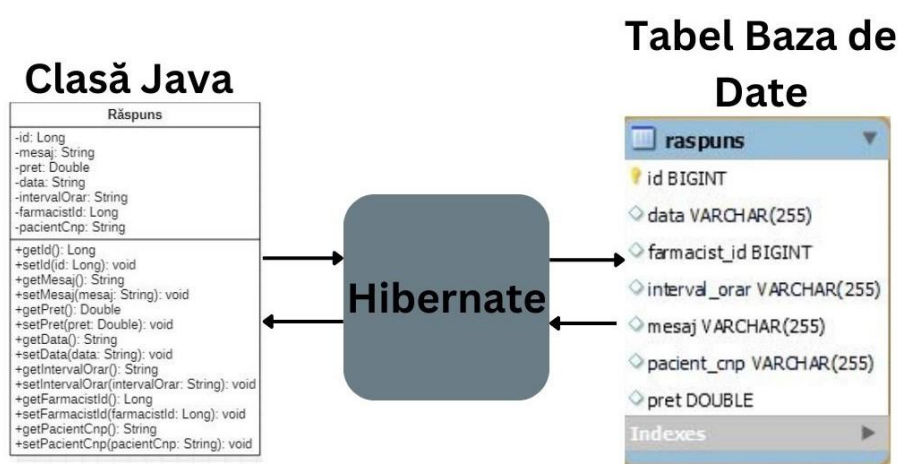 Clasă Java
Răspuns
-id: Long
-mesaj: String
-pret: Double
-data: String
-intervalOrar: String
-farmacistId: Long
-pacientCnp: String
+getId(): Long
+setId(id: Long): void
+getMesaj(): String
+setMesaj(mesaj: String): void
+getPret(): Double
+setPret(pret: Double): void
+getData(): String
+setData(data: String): void
+getIntervalOrar(): String
+setIntervalOrar(intervalOrar: String): void
+getFarmacistId(): Long
+setFarmacistId(farmacistId: Long): void
+getPacientCnp(): String
+setPacientCnp(pacientCnp: String): void
Hibernate
Tabel Baza de
Date
raspuns
id BIGINT
data VARCHAR(255)
farmacist_id BIGINT
interval_orar VARCHAR(255)
mesaj VARCHAR(255)
pacient_cnp VARCHAR(255)
pret DOUBLE
Indexes